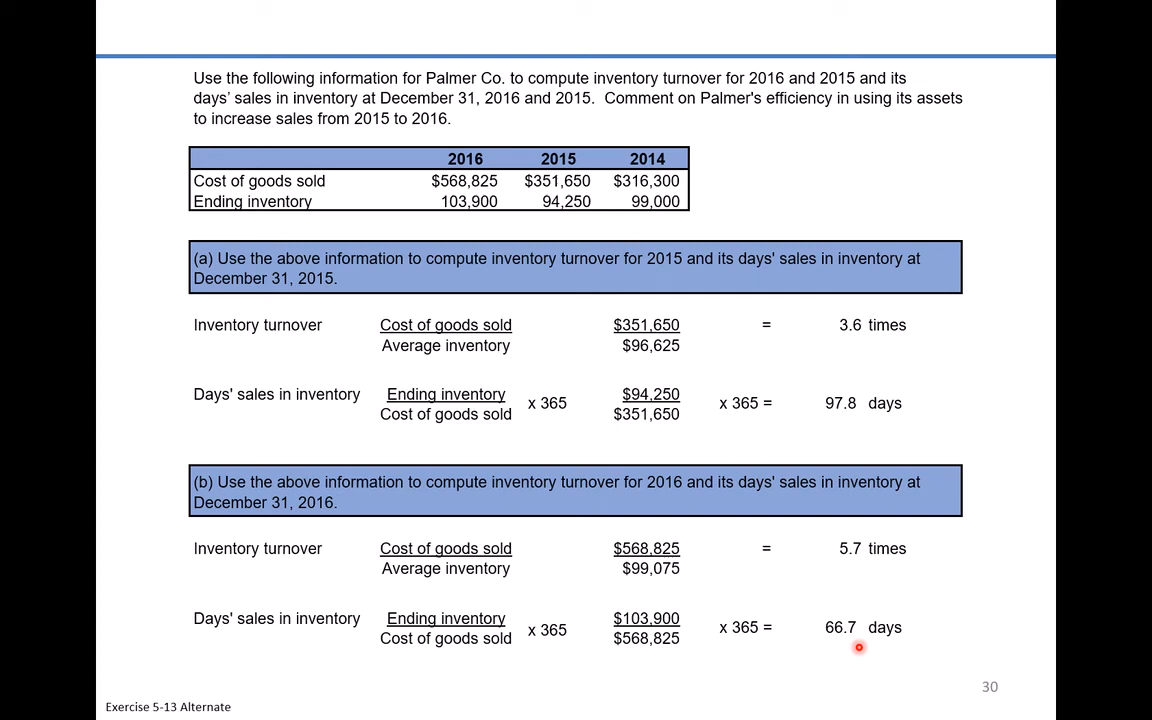 Use the following information for Palmer Co. to compute inventory turnover for 2016 and 2015 and its
days’ sales in inventory at December 31, 2016 and 2015.  Comment on Palmer's efficiency in using its assets
to increase sales from 2015 to 2016.
2016 2015 2014
Cost of goods sold $568,825 $351,650 $316,300
Ending inventory 103,900 94,250 99,000
(a) Use the above information to compute inventory turnover for 2015 and its days' sales in inventory at
December 31, 2015.
Inventory turnover Cost of goods sold $351,650 = 3.6 times
Average inventory $96,625
Days' sales in inventory Ending inventory x 365 $94,250 x 365 = 97.8 days
Cost of goods sold $351,650
(b) Use the above information to compute inventory turnover for 2016 and its days' sales in inventory at
December 31, 2016.
Inventory turnover Cost of goods sold $568,825 = 5.7 times
Average inventory $99,075
Days' sales in inventory Ending inventory x 365 $103,900 x 365 = 66.7 days
Cost of goods sold $568,825
30
Exercise 5-13 Alternate